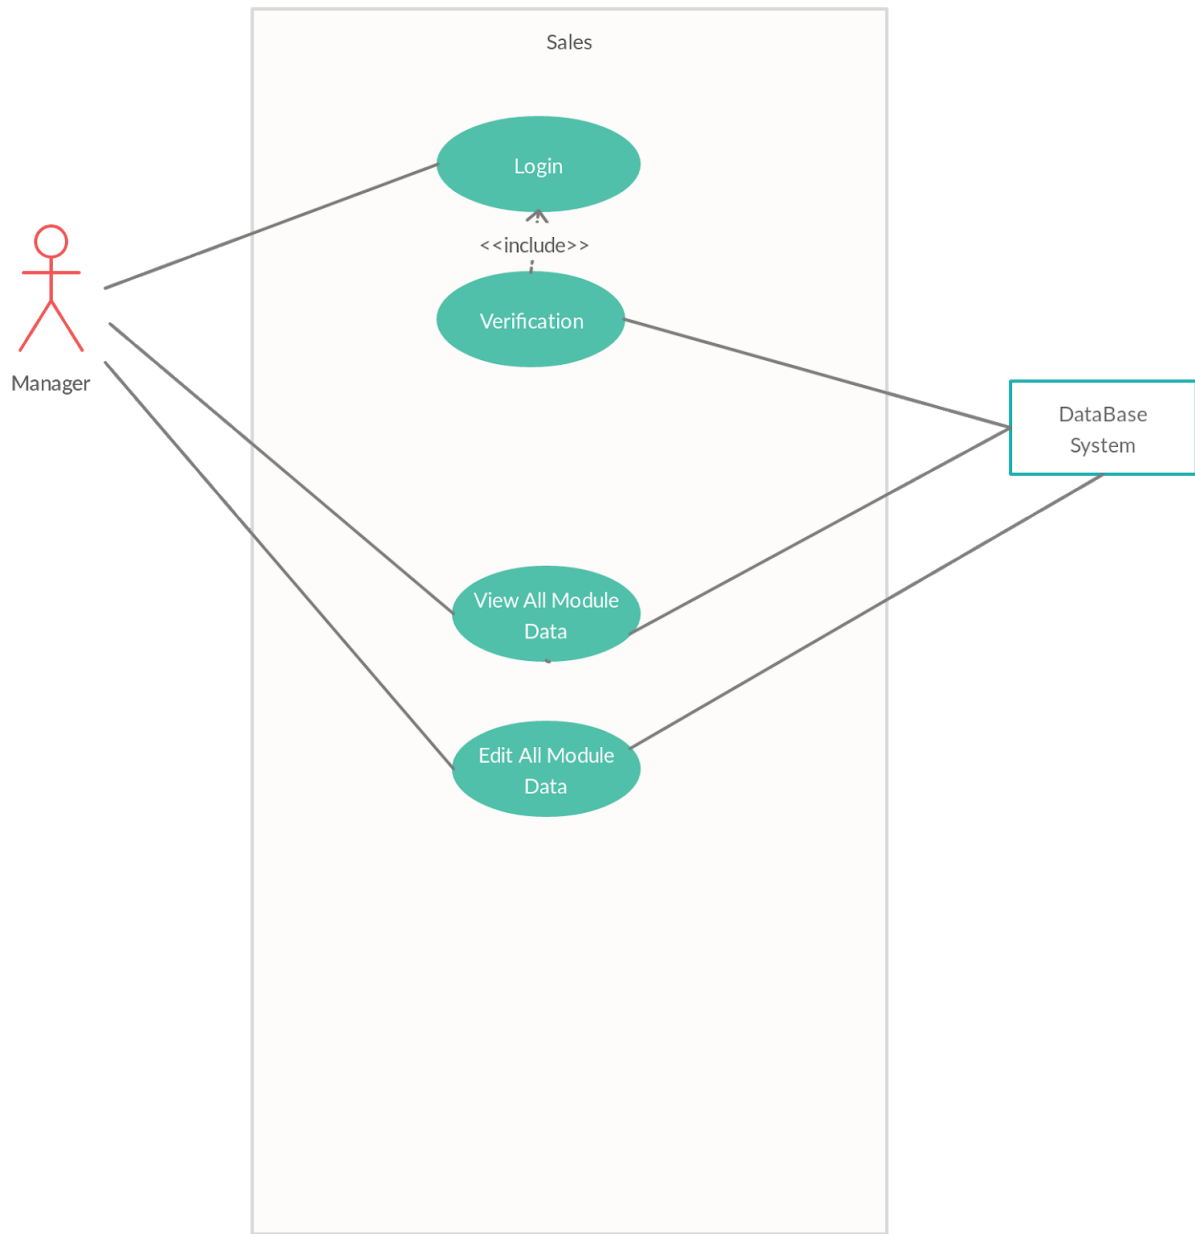 Sales
Login
<<include>>
Verification
Manager
DataBase
System
View All Module
Data
Edit All Module
Data